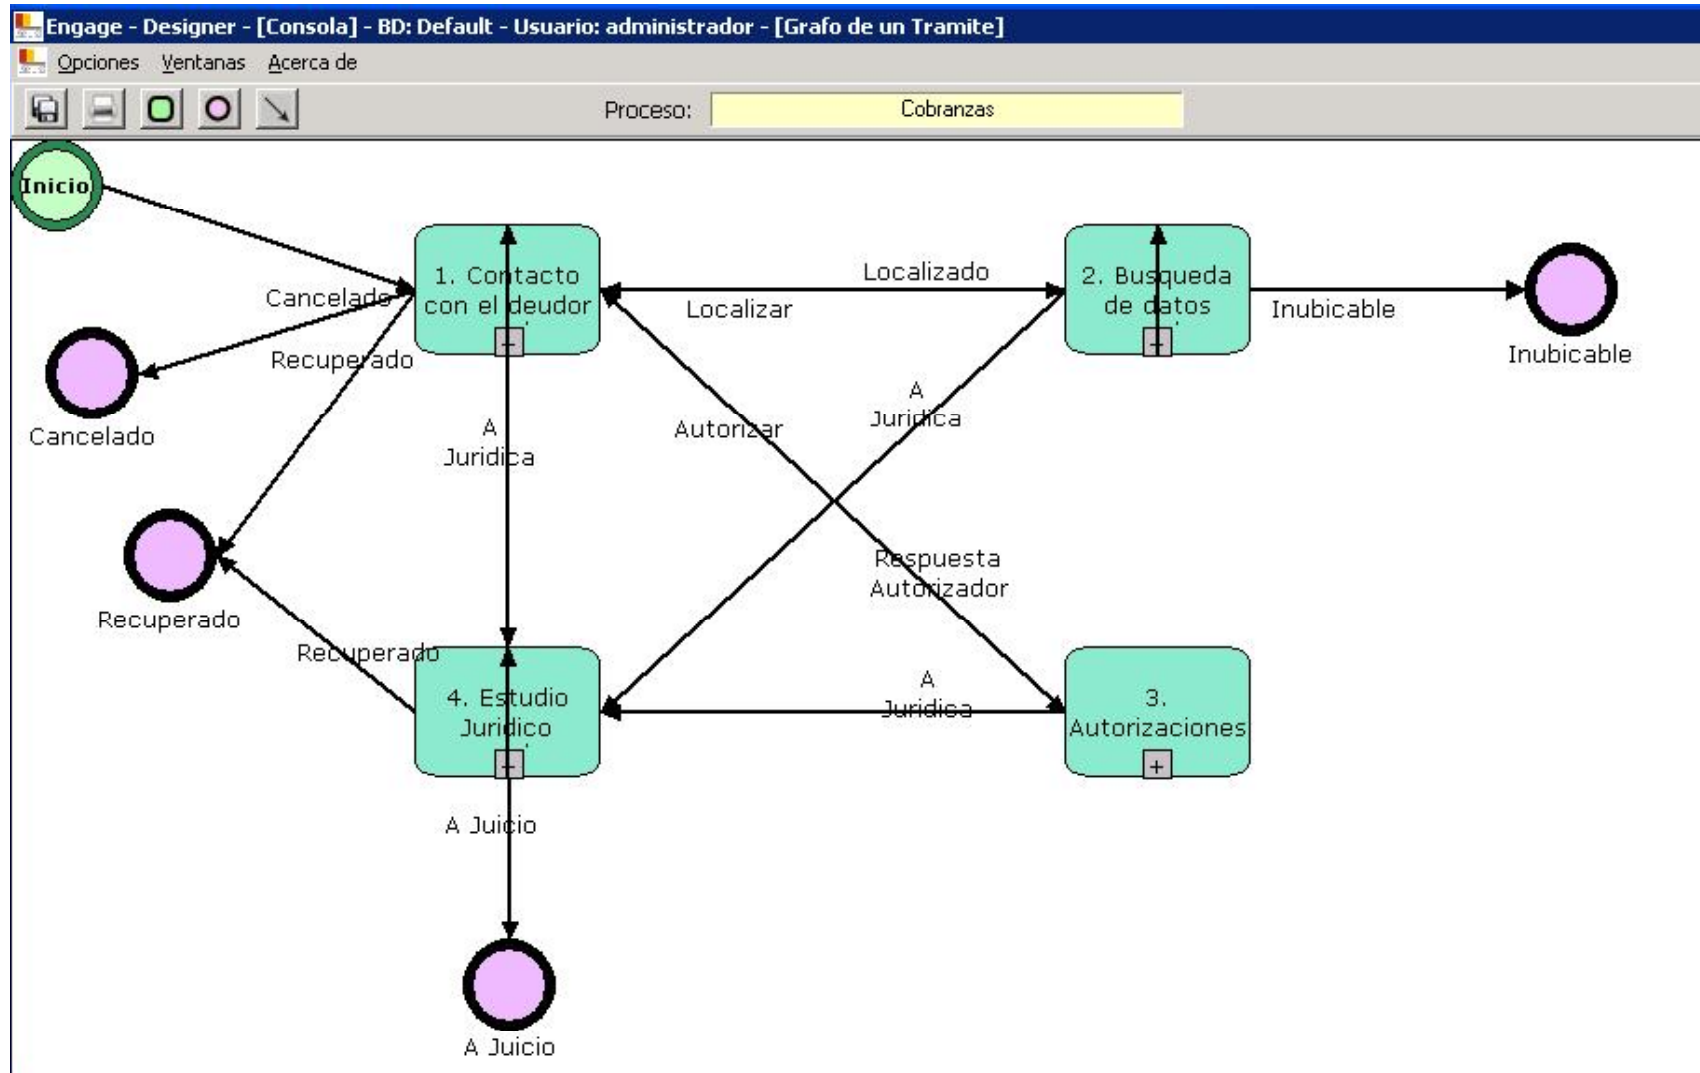 Engage - Designer - [Consola] - BD: Default - Usuario: administrador - [Grafo de un Tramite]
Opciones Ventanas Acerca de
Proceso: Cobranzas
Inicio
1. Contacto
con el deudor
+
Localizado
Localizar
2. Busqueda
de datos
+
Inubicable
Inubicable
Cancelado
Recuperado
Cancelado
A
Juridica
Autorizar
A
Juridica
Respuesta
Autorizador
Recuperado
Recuperado
4. Estudio
Juridico
+
A
Juridica
3.
Autorizaciones
+
A Juicio
A Juicio